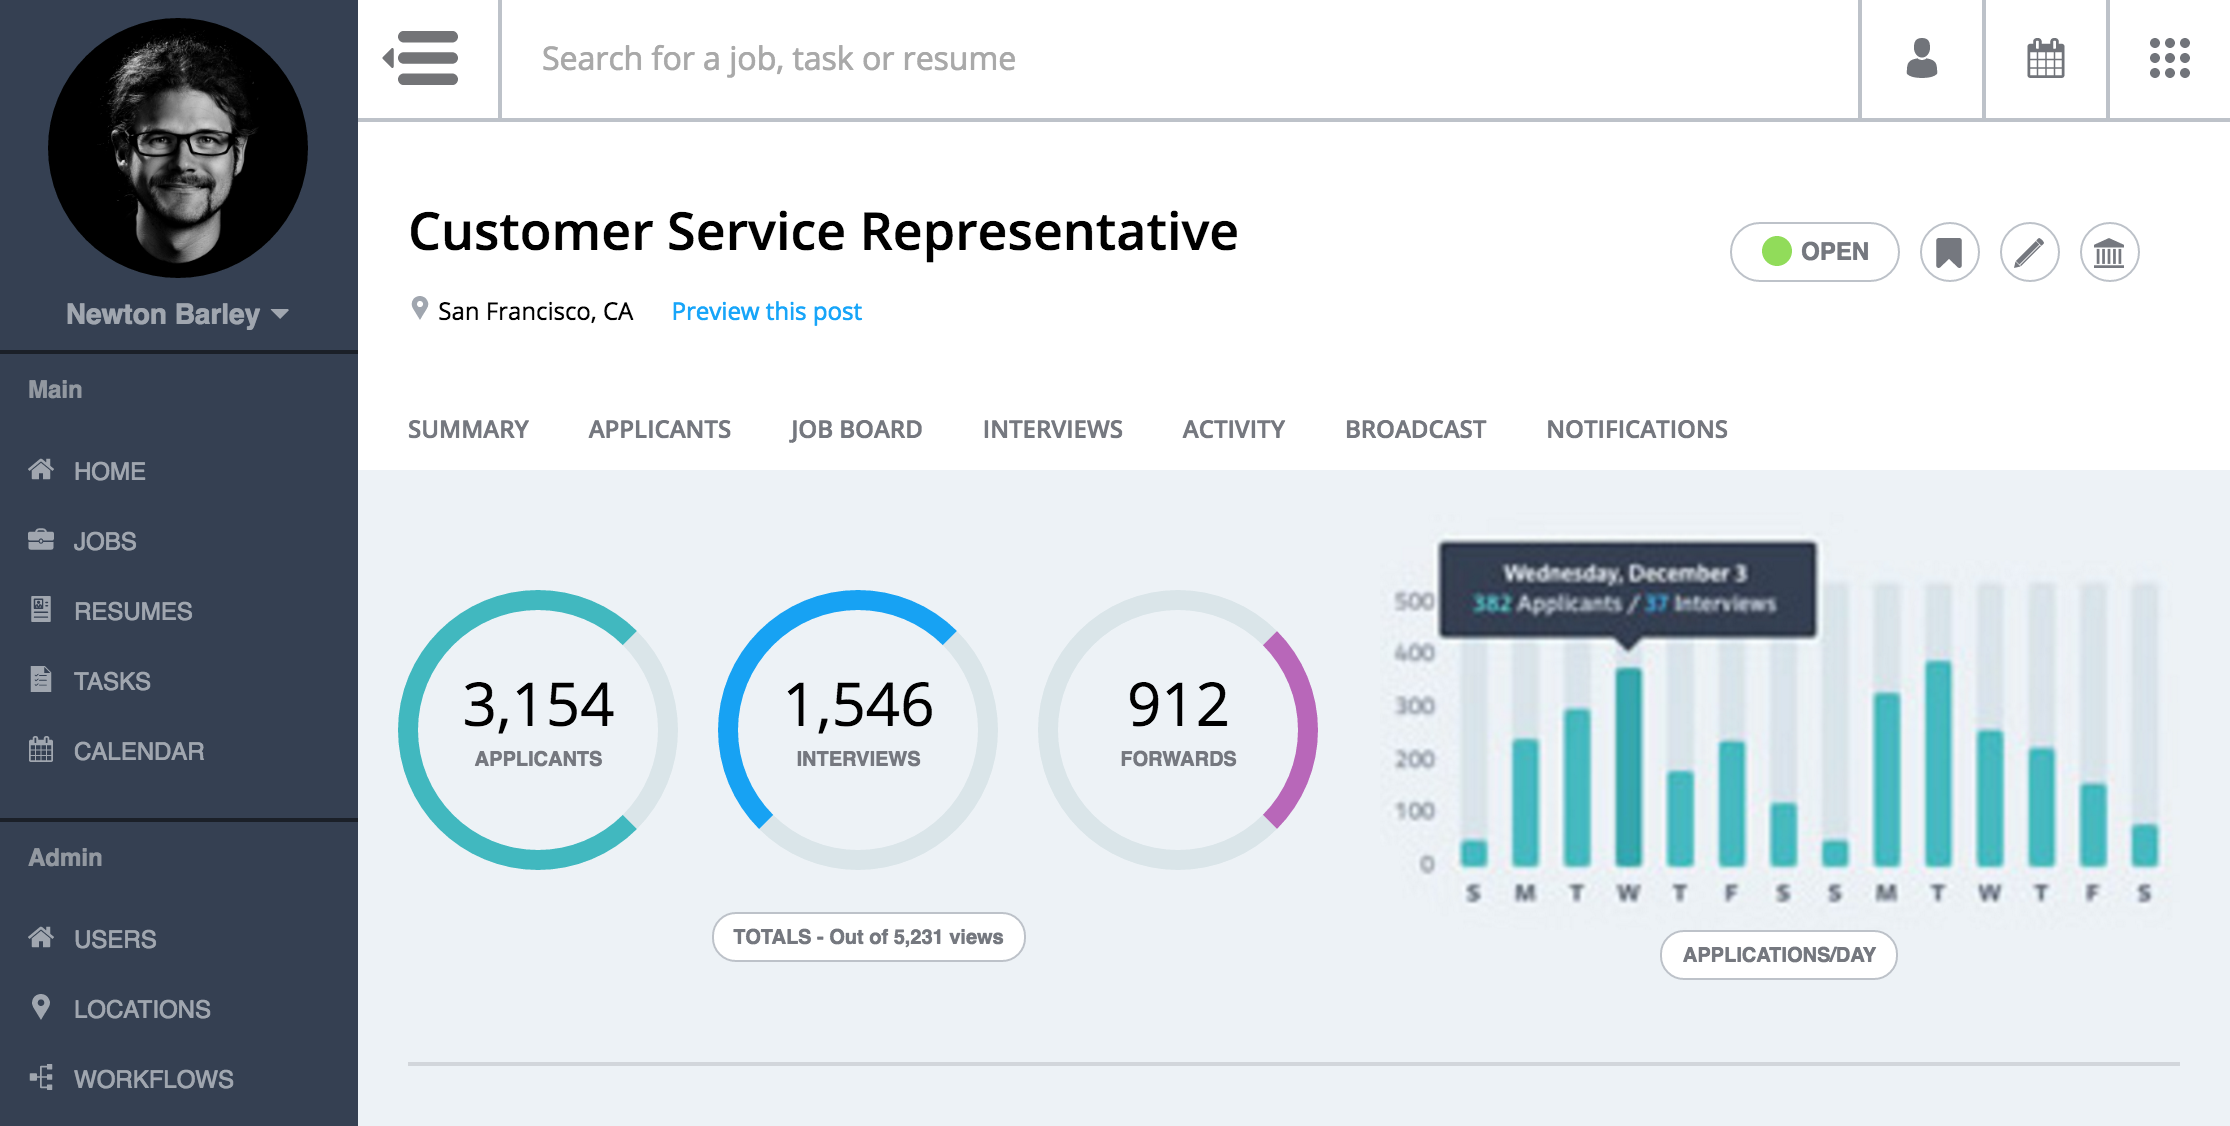 Newton Barley
Main
HOME
JOBS
RESUMES
TASKS
CALENDAR
Admin
USERS
LOCATIONS
WORKFLOWS
Search for a job, task or resume
Customer Service Representative
OPEN
San Francisco, CA Preview this post
SUMMARY APPLICANTS JOB BOARD INTERVIEWS ACTIVITY BROADCAST NOTIFICATIONS
3,154
APPLICANTS
1,546
INTERVIEWS
912
FORWARDS
TOTALS - Out of 5,231 views
Wednesday, December 3
382 Applicants / 37 Interviews
500
400
300
200
100
0
S M T W T F S S M T W T F S
APPLICATIONS/DAY